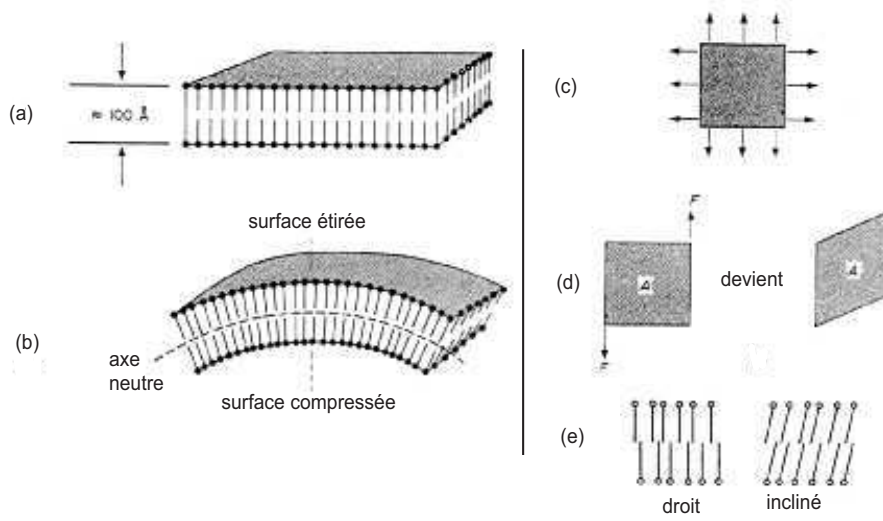 (a)
≈ 100 Å
surface étirée
(b)
axe
neutre
surface compressée
(c)
(d)
F
A
F
devient
A
(e)
droit
incliné